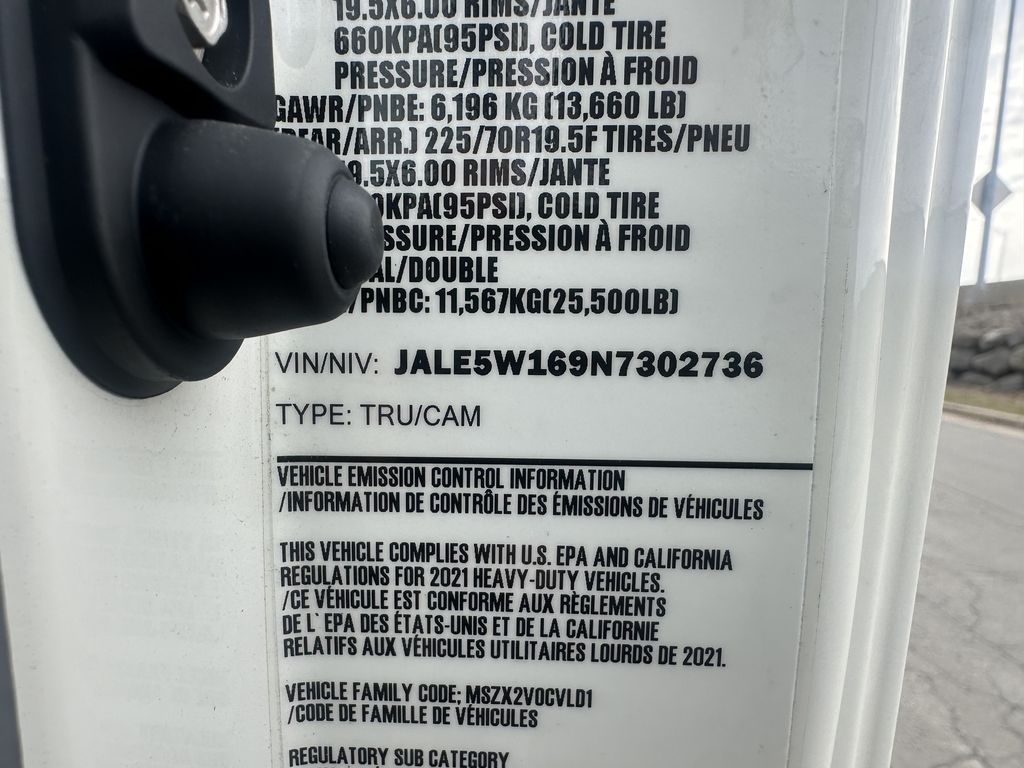 19.5X6.00 RIMS/JANTE
660KPA(95PSI), COLD TIRE
PRESSURE/PRESSION À FROID
GAWR/PNBE: 6,196 KG (13,660 LB)
/ARR.) 225/70R19.5F TIRES/PNEU
9.5X6.00 RIMS/JANTE
KPA(95PSI), COLD TIRE
SSURE/PRESSION À FROID
AL/DOUBLE
/PNBC: 11,567KG(25,500LB)
VIN/NIV: JALE5W169N7302736
TYPE: TRU/CAM
VEHICLE EMISSION CONTROL INFORMATION
/INFORMATION DE CONTRÔLE DES ÉMISSIONS DE VÉHICULES
THIS VEHICLE COMPLIES WITH U.S. EPA AND CALIFORNIA
REGULATIONS FOR 2021 HEAVY-DUTY VEHICLES.
/CE VÉHICULE EST CONFORME AUX RÈGLEMENTS
DE L`EPA DES ÉTATS-UNIS ET DE LA CALIFORNIE
RELATIFS AUX VÉHICULES UTILITAIRES LOURDS DE 2021.
VEHICLE FAMILY CODE; MSZX2VOCVLD1
/CODE DE FAMILLE DE VÉHICULES
REGULATORY SUB CATEGORY